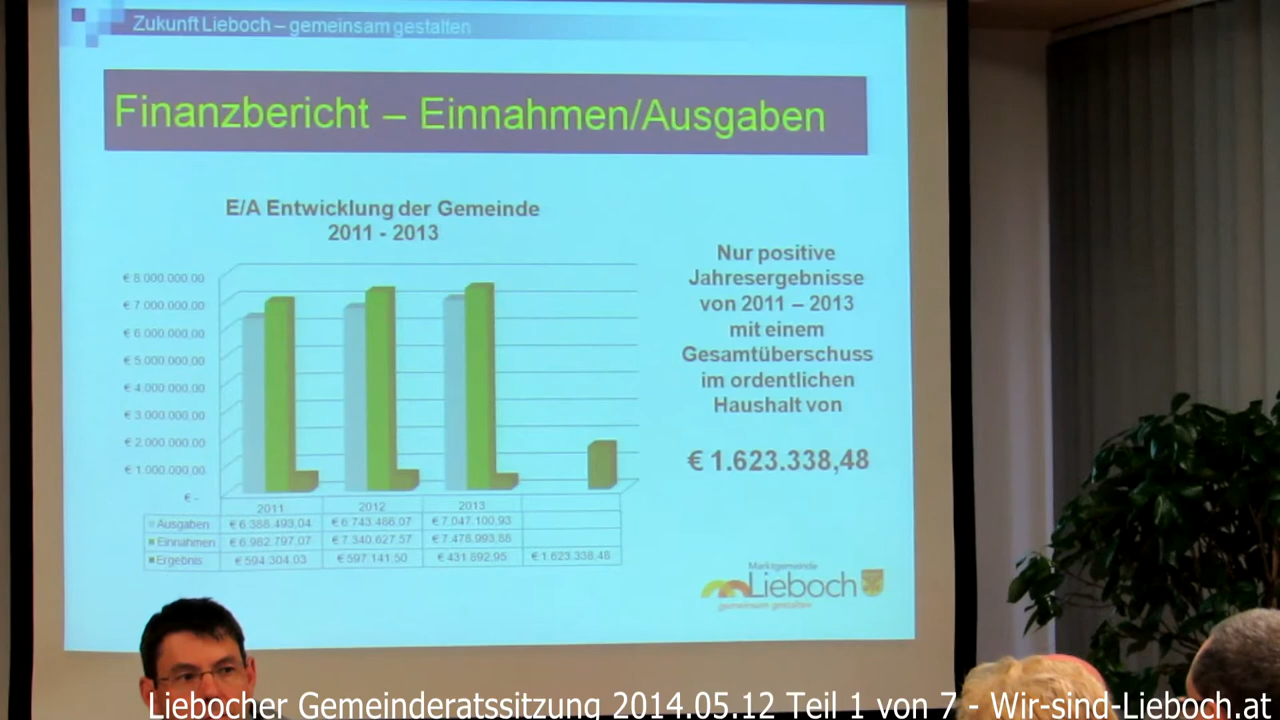 Zukunft Lieboch – gemeinsam gestalten
Finanzbericht – Einnahmen/Ausgaben
E/A Entwicklung der Gemeinde
2011 - 2013
€ 8.000.000,00
€ 7.000.000,00
€ 6.000.000,00
€ 5.000.000,00
€ 4.000.000,00
€ 3.000.000,00
€ 2.000.000,00
€ 1.000.000,00
€ -
2011 2012 2013
Ausgaben € 6.388.493,04 € 6.743.486,07 € 7.047.100,93
Einnahmen € 6.982.797,07 € 7.340.627,57 € 7.478.993,88
Ergebnis € 594.304,03 € 597.141,50 € 431.892,95 € 1.623.338,48
Nur positive
Jahresergebnisse
von 2011 – 2013
mit einem
Gesamtüberschuss
im ordentlichen
Haushalt von
€ 1.623.338,48
Marktgemeinde
Lieboch
gemeinsam gestalten
Liebocher Gemeinderatssitzung 2014.05.12 Teil 1 von 7 - Wir-sind-Lieboch.at